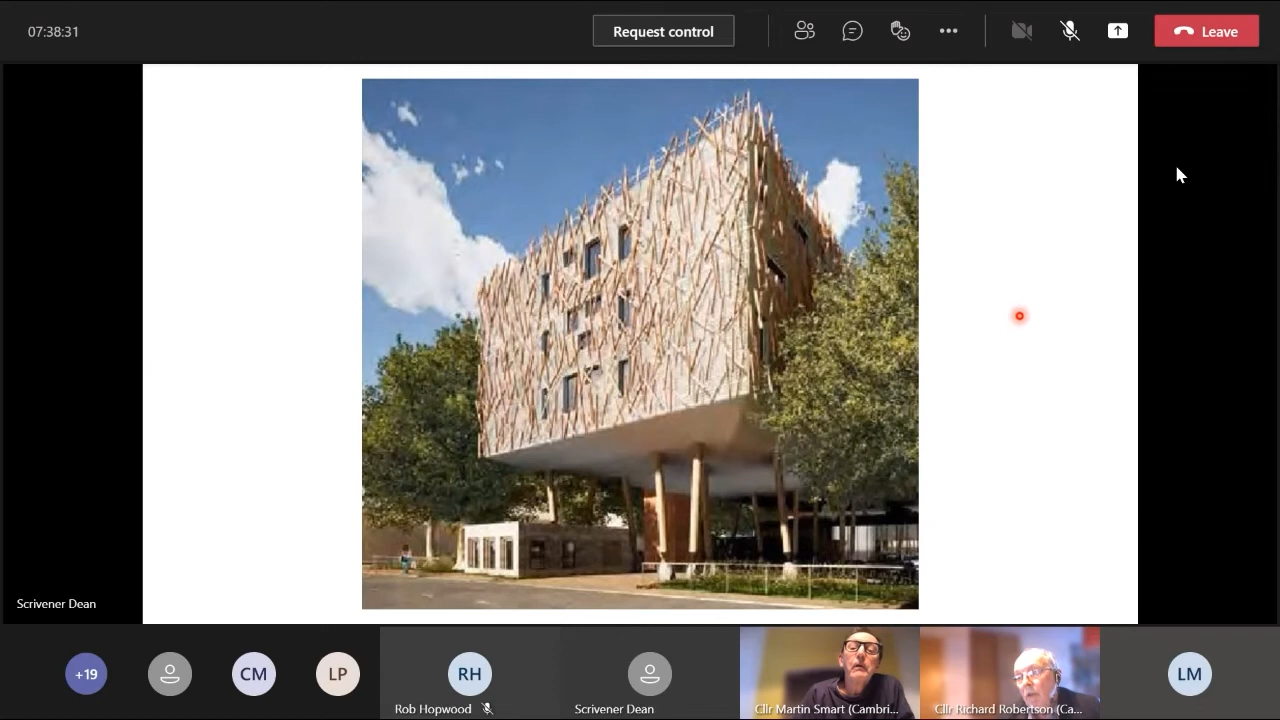 07:38:31
Request control
Leave
Scrivener Dean
+19
CM
LP
RH
Rob Hopwood
Scrivener Dean
Cllr Martin Smart (Cambri...
Cllr Richard Robertson (Ca...
LM